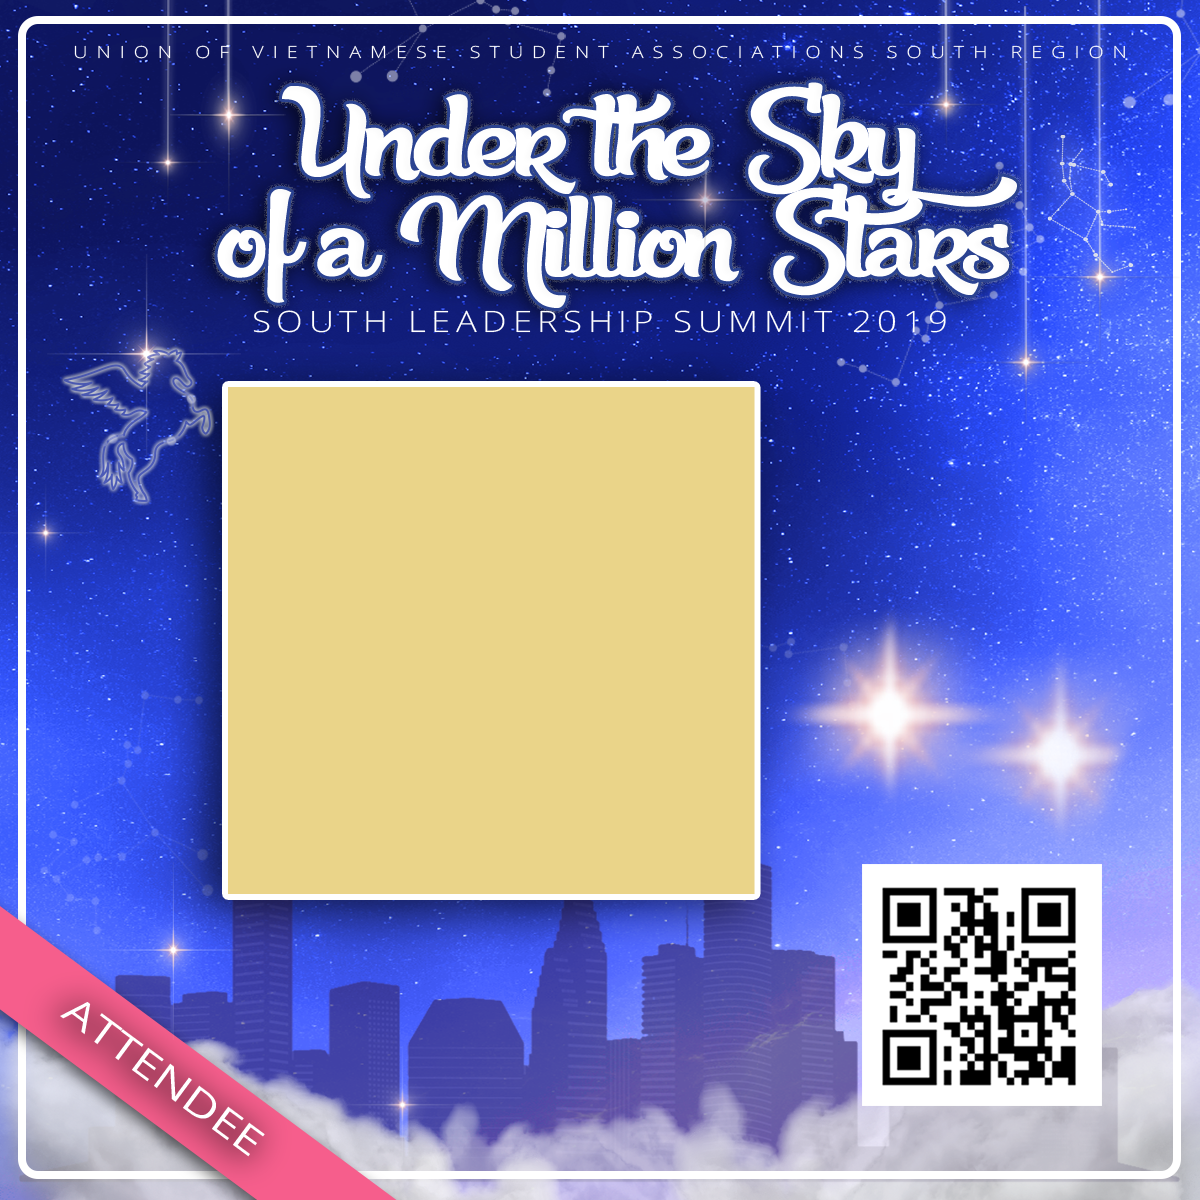 UNION OF VIETNAMESE STUDENT ASSOCIATIONS SOUTH REGION
Under the Sky
of a Million Stars
SOUTH LEADERSHIP SUMMIT 2019
ATTENDEE